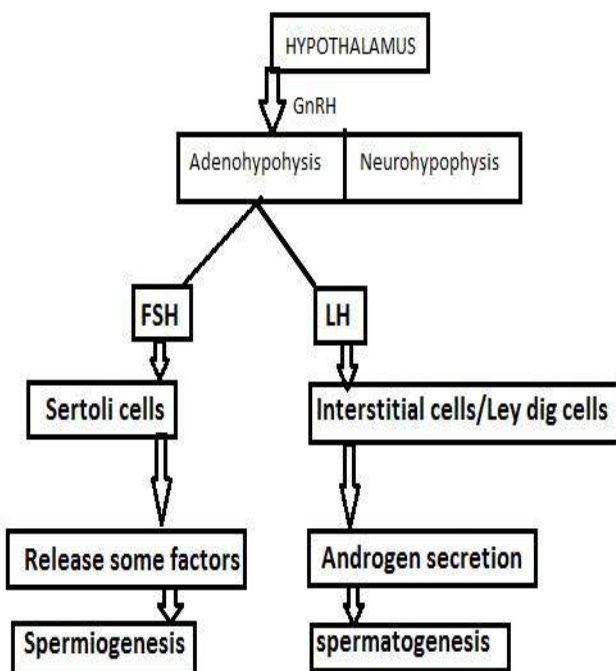 HYPOTHALAMUS
GnRH
Adenohypohysis
Neurohypophysis
FSH
LH
Sertoli cells
Interstitial cells/Ley dig cells
Release some factors
Androgen secretion
Spermiogenesis
spermatogenesis